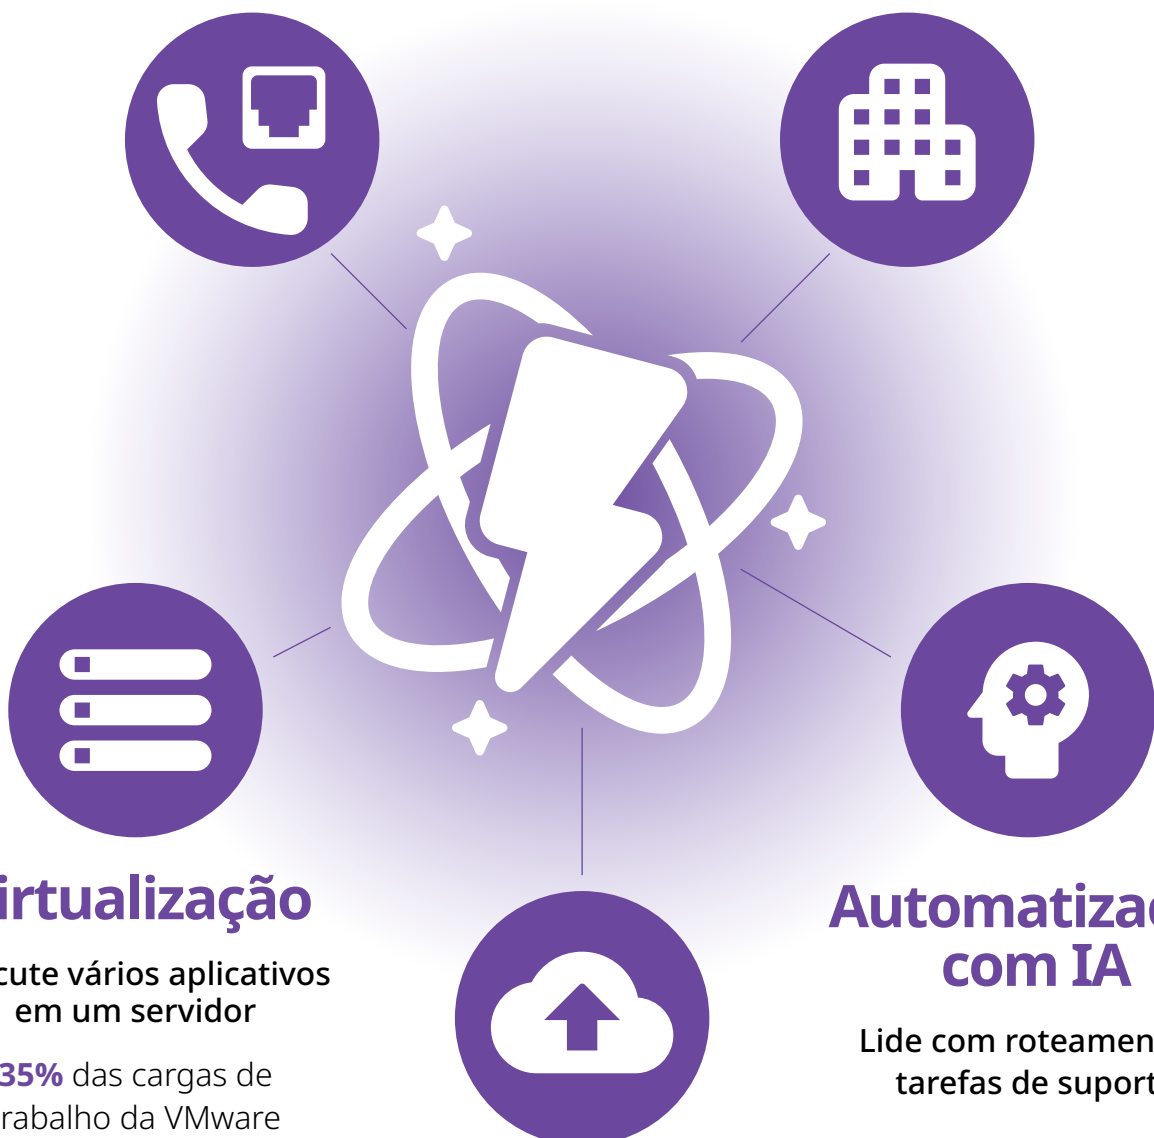 irtualização
cute vários aplicativos
em um servidor
35% das cargas de
rabalho da VMware
Automatizaç
com IA
Lide com roteamen
tarefas de suport